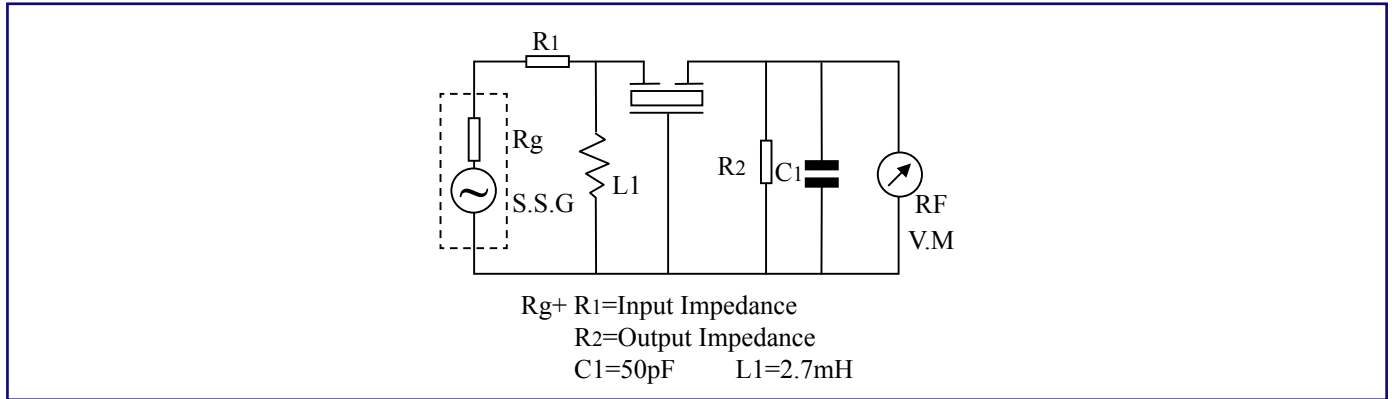 R1
Rg
S.S.G
L1
R2
C1
RF
V.M
Rg+ R1=Input Impedance
R2=Output Impedance
C1=50pF L1=2.7mH